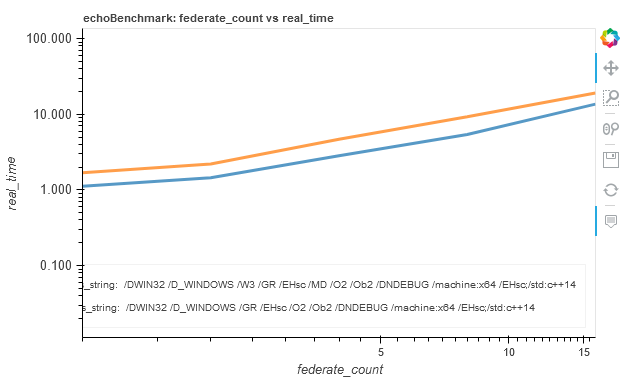 echoBenchmark: federate_count vs real_time
100.000
10.000
1.000
0.100
real_time
s_string: /DWIN32 /D_WINDOWS /W3 /GR /EHsc /MD /O2 /Ob2 /DNDEBUG /machine:x64 /EHsc;/std:c++14
s_string: /DWIN32 /D_WINDOWS /GR /EHsc /O2 /Ob2 /DNDEBUG /machine:x64 /EHsc;/std:c++14
5 10 15
federate_count